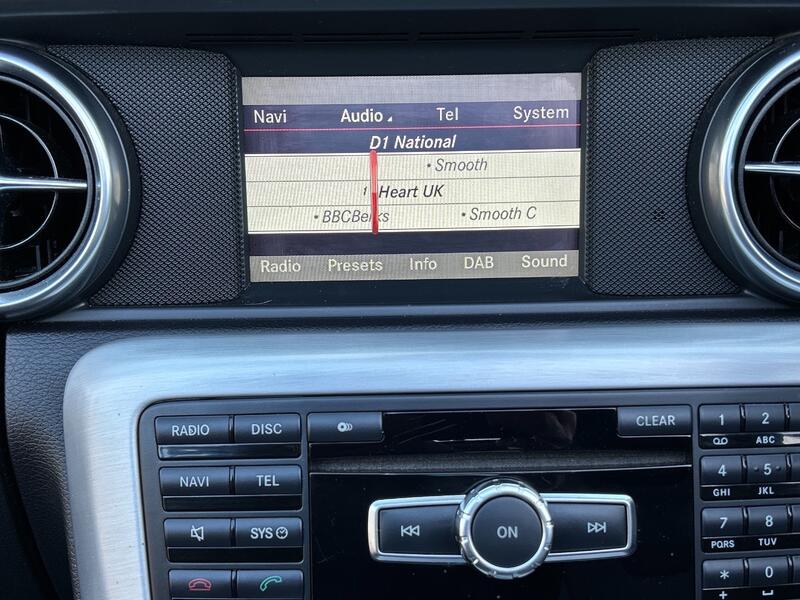 Navi Audio Tel System
D1 National
• Smooth
Heart UK
• BBCBerks • Smooth C
Radio Presets Info DAB Sound
RADIO DISC CLEAR 1 2 ABC
NAVI TEL 4 GHI 5 JKL
SYS ON 7 PQRS 8 TUV
* + 0